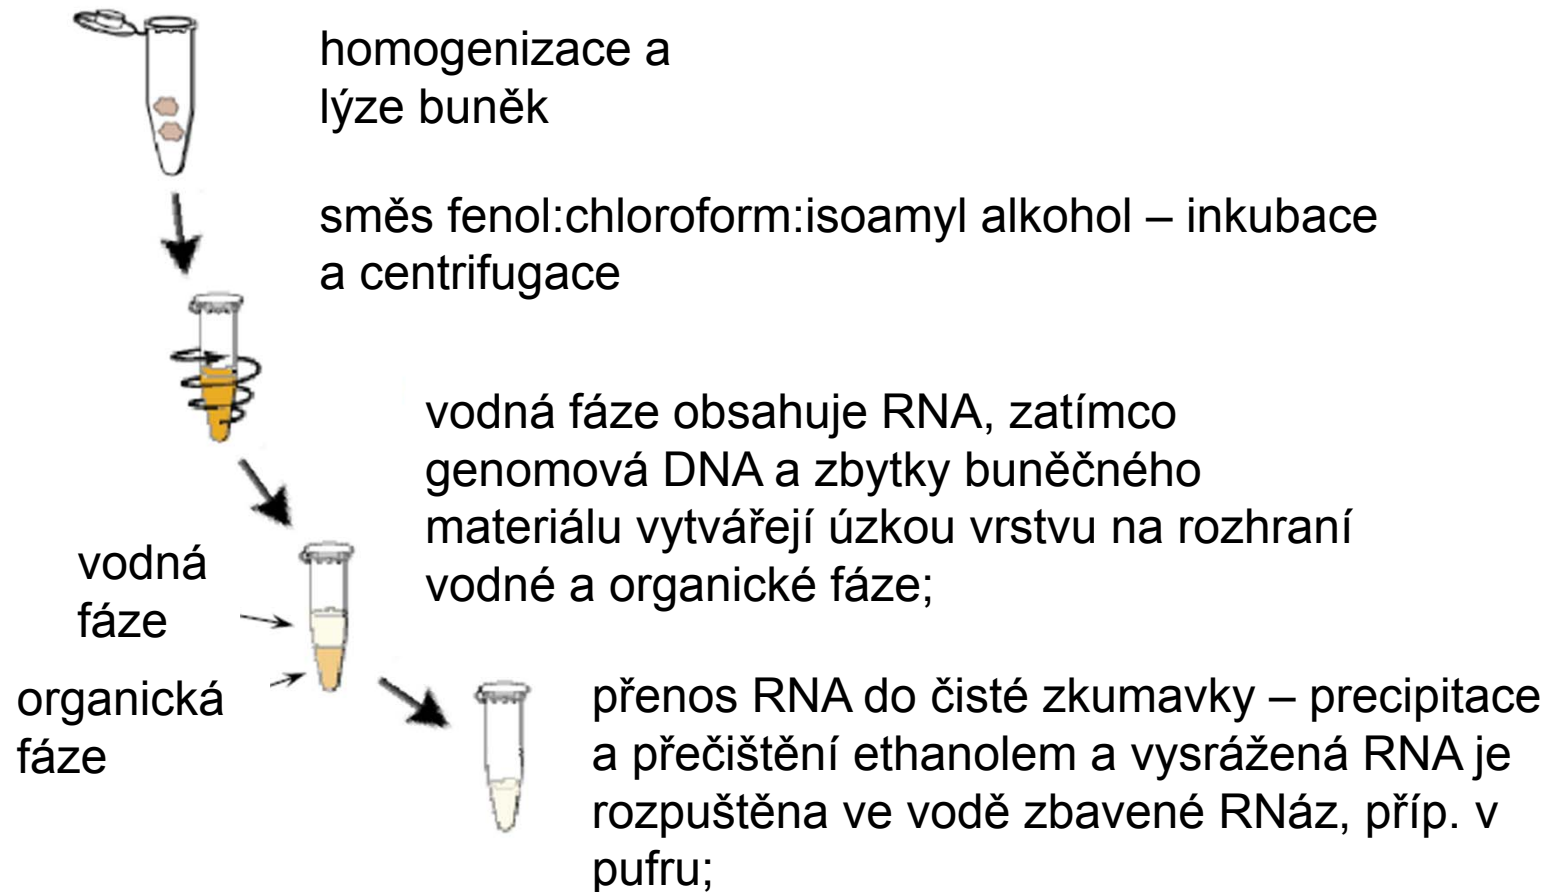 homogenizace a
lýze buněk
směs fenol:chloroform:isoamyl alkohol – inkubace
a centrifugace
vodná fáze obsahuje RNA, zatímco
genomová DNA a zbytky buněčného
materiálu vytvářejí úzkou vrstvu na rozhraní
vodné a organické fáze;
vodná
fáze
organická
fáze
přenos RNA do čisté zkumavky – precipitace
a přečištění ethanolem a vysrážená RNA je
rozpuštěna ve vodě zbavené RNáz, příp. v
pufru;